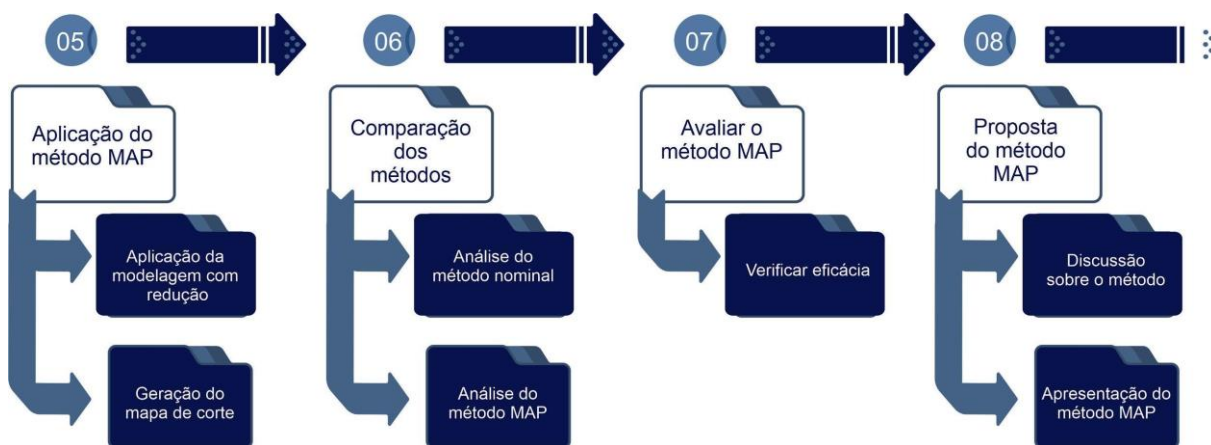 05
06
07
08
Aplicação do
método MAP
Aplicação da
modelagem com
redução
Geração do
mapa de corte
Comparação
dos
métodos
Análise do
método nominal
Análise do
método MAP
Avaliar o
método MAP
Verificar eficácia
Proposta
do método
MAP
Discussão
sobre o método
Apresentação do
método MAP